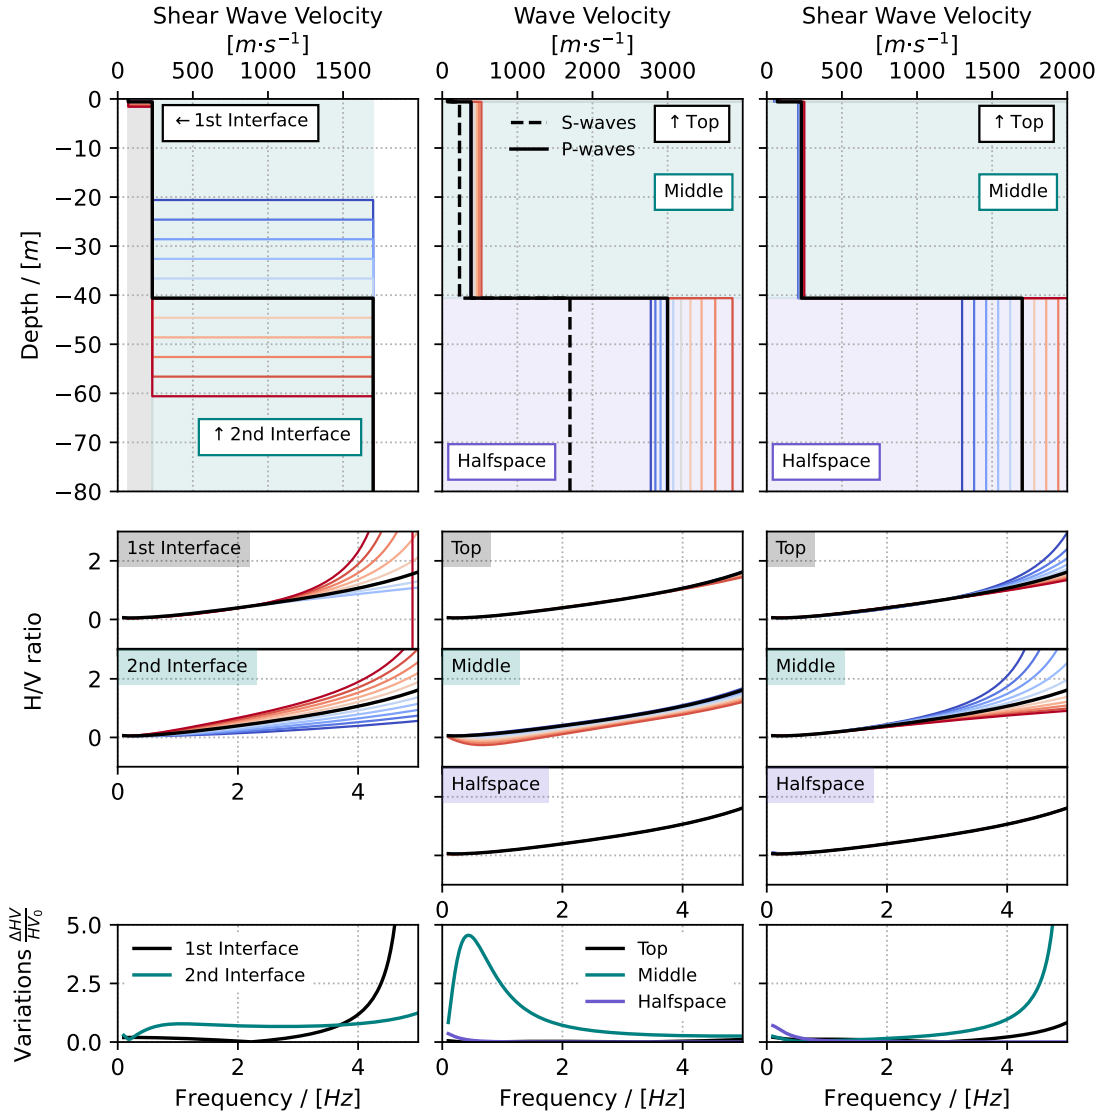 Shear Wave Velocity
[m·s⁻¹]
Wave Velocity
[m·s⁻¹]
Shear Wave Velocity
[m·s⁻¹]
0 500 1000 1500
0 1000 2000 3000
0 500 1000 1500 2000
Depth / [m]
0
−10
−20
−30
−40
−50
−60
−70
−80
← 1st Interface
↑ 2nd Interface
S-waves
P-waves
↑ Top
Middle
Halfspace
↑ Top
Middle
Halfspace
H/V ratio
2
0
2
0
1st Interface
2nd Interface
0 2 4
Top
Middle
Halfspace
0 2 4
Top
Middle
Halfspace
0 2 4
Variations ΔHV/HV₀
5.0
2.5
0.0
1st Interface
2nd Interface
Top
Middle
Halfspace
0 2 4
0 2 4
0 2 4
Frequency / [Hz]
Frequency / [Hz]
Frequency / [Hz]